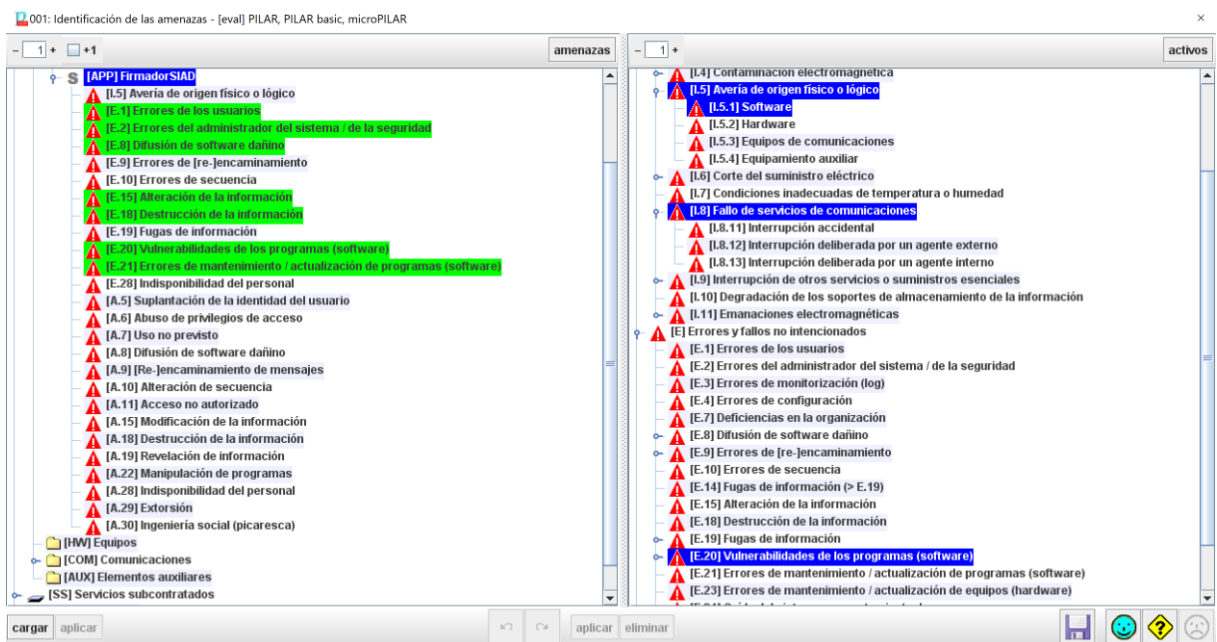 001: Identificación de las amenazas - [eval] PILAR, PILAR basic, microPILAR
- 1 + +1
amenazas
[APP] FirmadorSIAD
[I.5] Avería de origen físico o lógico
[E.1] Errores de los usuarios
[E.2] Errores del administrador del sistema / de la seguridad
[E.8] Difusión de software dañino
[E.9] Errores de [re-]encaminamiento
[E.10] Errores de secuencia
[E.15] Alteración de la información
[E.18] Destrucción de la información
[E.19] Fugas de información
[E.20] Vulnerabilidades de los programas (software)
[E.21] Errores de mantenimiento / actualización de programas (software)
[E.28] Indisponibilidad del personal
[A.5] Suplantación de la identidad del usuario
[A.6] Abuso de privilegios de acceso
[A.7] Uso no previsto
[A.8] Difusión de software dañino
[A.9] [Re-]encaminamiento de mensajes
[A.10] Alteración de secuencia
[A.11] Acceso no autorizado
[A.15] Modificación de la información
[A.18] Destrucción de la información
[A.19] Revelación de información
[A.22] Manipulación de programas
[A.28] Indisponibilidad del personal
[A.29] Extorsión
[A.30] Ingeniería social (picaresca)
[HW] Equipos
[COM] Comunicaciones
[AUX] Elementos auxiliares
[SS] Servicios subcontratados
- 1 +
activos
[I.4] Contaminación electromagnética
[I.5] Avería de origen físico o lógico
[I.5.1] Software
[I.5.2] Hardware
[I.5.3] Equipos de comunicaciones
[I.5.4] Equipamiento auxiliar
[I.6] Corte del suministro eléctrico
[I.7] Condiciones inadecuadas de temperatura o humedad
[I.8] Fallo de servicios de comunicaciones
[I.8.11] Interrupción accidental
[I.8.12] Interrupción deliberada por un agente externo
[I.8.13] Interrupción deliberada por un agente interno
[I.9] Interrupción de otros servicios o suministros esenciales
[I.10] Degradación de los soportes de almacenamiento de la información
[I.11] Emanaciones electromagnéticas
[E] Errores y fallos no intencionados
[E.1] Errores de los usuarios
[E.2] Errores del administrador del sistema / de la seguridad
[E.3] Errores de monitorización (log)
[E.4] Errores de configuración
[E.7] Deficiencias en la organización
[E.8] Difusión de software dañino
[E.9] Errores de [re-]encaminamiento
[E.10] Errores de secuencia
[E.14] Fugas de información (> E.19)
[E.15] Alteración de la información
[E.18] Destrucción de la información
[E.19] Fugas de información
[E.20] Vulnerabilidades de los programas (software)
[E.21] Errores de mantenimiento / actualización de programas (software)
[E.23] Errores de mantenimiento / actualización de equipos (hardware)
cargar aplicar
aplicar eliminar